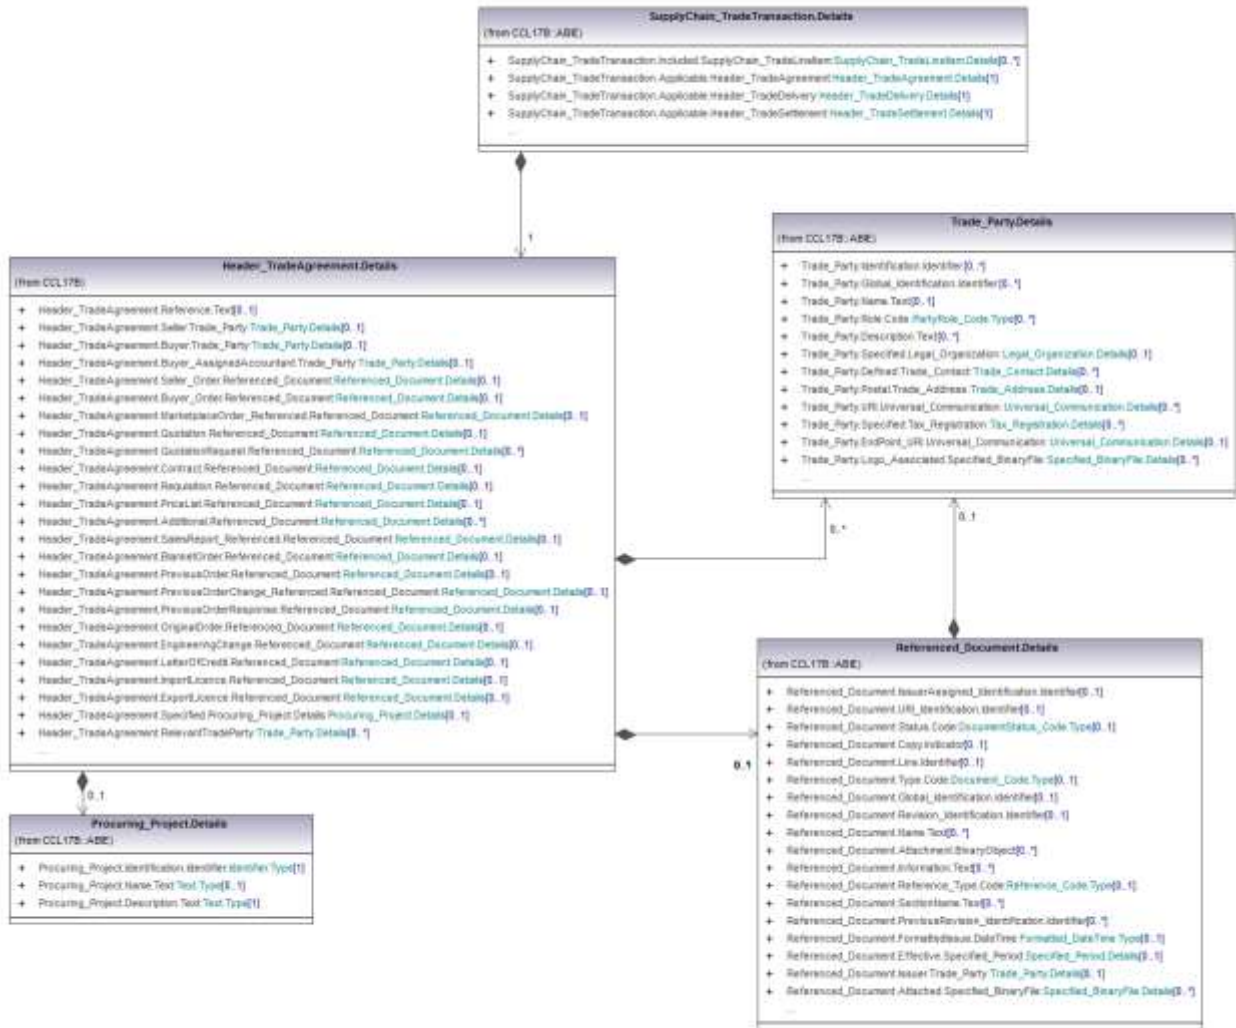 SupplyChain_TradeTransaction.Details
(from CCL17B::ABIE)
+ SupplyChain_TradeTransaction.Included.SupplyChain_TradeLineItem:SupplyChain_TradeLineItem.Details[0..*]
+ SupplyChain_TradeTransaction.Applicable.Header_TradeAgreement:Header_TradeAgreement.Details[1]
+ SupplyChain_TradeTransaction.Applicable.Header_TradeDelivery:Header_TradeDelivery.Details[1]
+ SupplyChain_TradeTransaction.Applicable.Header_TradeSettlement:Header_TradeSettlement.Details[1]
...
1
Header_TradeAgreement.Details
(from CCL17B)
+ Header_TradeAgreement.Reference.Text[0..1]
+ Header_TradeAgreement.Seller.Trade_Party:Trade_Party.Details[0..1]
+ Header_TradeAgreement.Buyer.Trade_Party:Trade_Party.Details[0..1]
+ Header_TradeAgreement.Buyer_AssignedAccountant.Trade_Party:Trade_Party.Details[0..1]
+ Header_TradeAgreement.Seller_Order.Referenced_Document:Referenced_Document.Details[0..1]
+ Header_TradeAgreement.Buyer_Order.Referenced_Document:Referenced_Document.Details[0..1]
+ Header_TradeAgreement.MarketplaceOrder_Referenced.Referenced_Document:Referenced_Document.Details[0..1]
+ Header_TradeAgreement.Quotation.Referenced_Document:Referenced_Document.Details[0..1]
+ Header_TradeAgreement.QuotationRequest.Referenced_Document:Referenced_Document.Details[0..*]
+ Header_TradeAgreement.Contract.Referenced_Document:Referenced_Document.Details[0..1]
+ Header_TradeAgreement.Requisition.Referenced_Document:Referenced_Document.Details[0..1]
+ Header_TradeAgreement.PriceList.Referenced_Document:Referenced_Document.Details[0..1]
+ Header_TradeAgreement.Additional.Referenced_Document:Referenced_Document.Details[0..*]
+ Header_TradeAgreement.SalesReport_Referenced.Referenced_Document:Referenced_Document.Details[0..1]
+ Header_TradeAgreement.BlanketOrder.Referenced_Document:Referenced_Document.Details[0..1]
+ Header_TradeAgreement.PreviousOrder.Referenced_Document:Referenced_Document.Details[0..1]
+ Header_TradeAgreement.PreviousOrderChange_Referenced.Referenced_Document:Referenced_Document.Details[0..1]
+ Header_TradeAgreement.PreviousOrderResponse.Referenced_Document:Referenced_Document.Details[0..1]
+ Header_TradeAgreement.OriginalOrder.Referenced_Document:Referenced_Document.Details[0..1]
+ Header_TradeAgreement.EngineeringChange.Referenced_Document:Referenced_Document.Details[0..1]
+ Header_TradeAgreement.LetterOfCredit.Referenced_Document:Referenced_Document.Details[0..1]
+ Header_TradeAgreement.ImportLicence.Referenced_Document:Referenced_Document.Details[0..1]
+ Header_TradeAgreement.ExportLicence.Referenced_Document:Referenced_Document.Details[0..1]
+ Header_TradeAgreement.Specified.Procuring_Project.Details:Procuring_Project.Details[0..1]
+ Header_TradeAgreement.RelevantTradeParty:Trade_Party.Details[0..*]
...
Trade_Party.Details
(from CCL17B::ABIE)
+ Trade_Party.Identification.Identifier[0..*]
+ Trade_Party.Global_Identification.Identifier[0..*]
+ Trade_Party.Name.Text[0..1]
+ Trade_Party.Role.Code:PartyRole_Code.Type[0..*]
+ Trade_Party.Description.Text[0..*]
+ Trade_Party.Specified.Legal_Organization:Legal_Organization.Details[0..1]
+ Trade_Party.Defined.Trade_Contact:Trade_Contact.Details[0..*]
+ Trade_Party.Postal.Trade_Address:Trade_Address.Details[0..1]
+ Trade_Party.URI.Universal_Communication:Universal_Communication.Details[0..*]
+ Trade_Party.Specified.Tax_Registration:Tax_Registration.Details[0..*]
+ Trade_Party.EndPoint_URI.Universal_Communication:Universal_Communication.Details[0..1]
+ Trade_Party.Logo_Associated.Specified_BinaryFile:Specified_BinaryFile.Details[0..*]
...
0..*
0..1
Referenced_Document.Details
(from CCL17B::ABIE)
+ Referenced_Document.IssuerAssigned_Identification.Identifier[0..1]
+ Referenced_Document.URI_Identification.Identifier[0..1]
+ Referenced_Document.Status.Code:DocumentStatus_Code.Type[0..1]
+ Referenced_Document.Copy.Indicator[0..1]
+ Referenced_Document.Line.Identifier[0..1]
+ Referenced_Document.Type.Code:Document_Code.Type[0..1]
+ Referenced_Document.Global_Identification.Identifier[0..1]
+ Referenced_Document.Revision_Identification.Identifier[0..1]
+ Referenced_Document.Name.Text[0..*]
+ Referenced_Document.Attachment.BinaryObject[0..*]
+ Referenced_Document.Information.Text[0..*]
+ Referenced_Document.Reference_Type.Code:Reference_Code.Type[0..1]
+ Referenced_Document.SectionName.Text[0..*]
+ Referenced_Document.PreviousRevision_Identification.Identifier[0..*]
+ Referenced_Document.FormattedIssue.DateTime:Formatted_DateTime.Type[0..1]
+ Referenced_Document.Effective.Specified_Period:Specified_Period.Details[0..1]
+ Referenced_Document.Issuer.Trade_Party:Trade_Party.Details[0..1]
+ Referenced_Document.Attached.Specified_BinaryFile:Specified_BinaryFile.Details[0..*]
...
0..1
0..1
Procuring_Project.Details
(from CCL17B::ABIE)
+ Procuring_Project.Identification.Identifier:Identifier.Type[1]
+ Procuring_Project.Name.Text:Text.Type[0..1]
+ Procuring_Project.Description.Text:Text.Type[1]